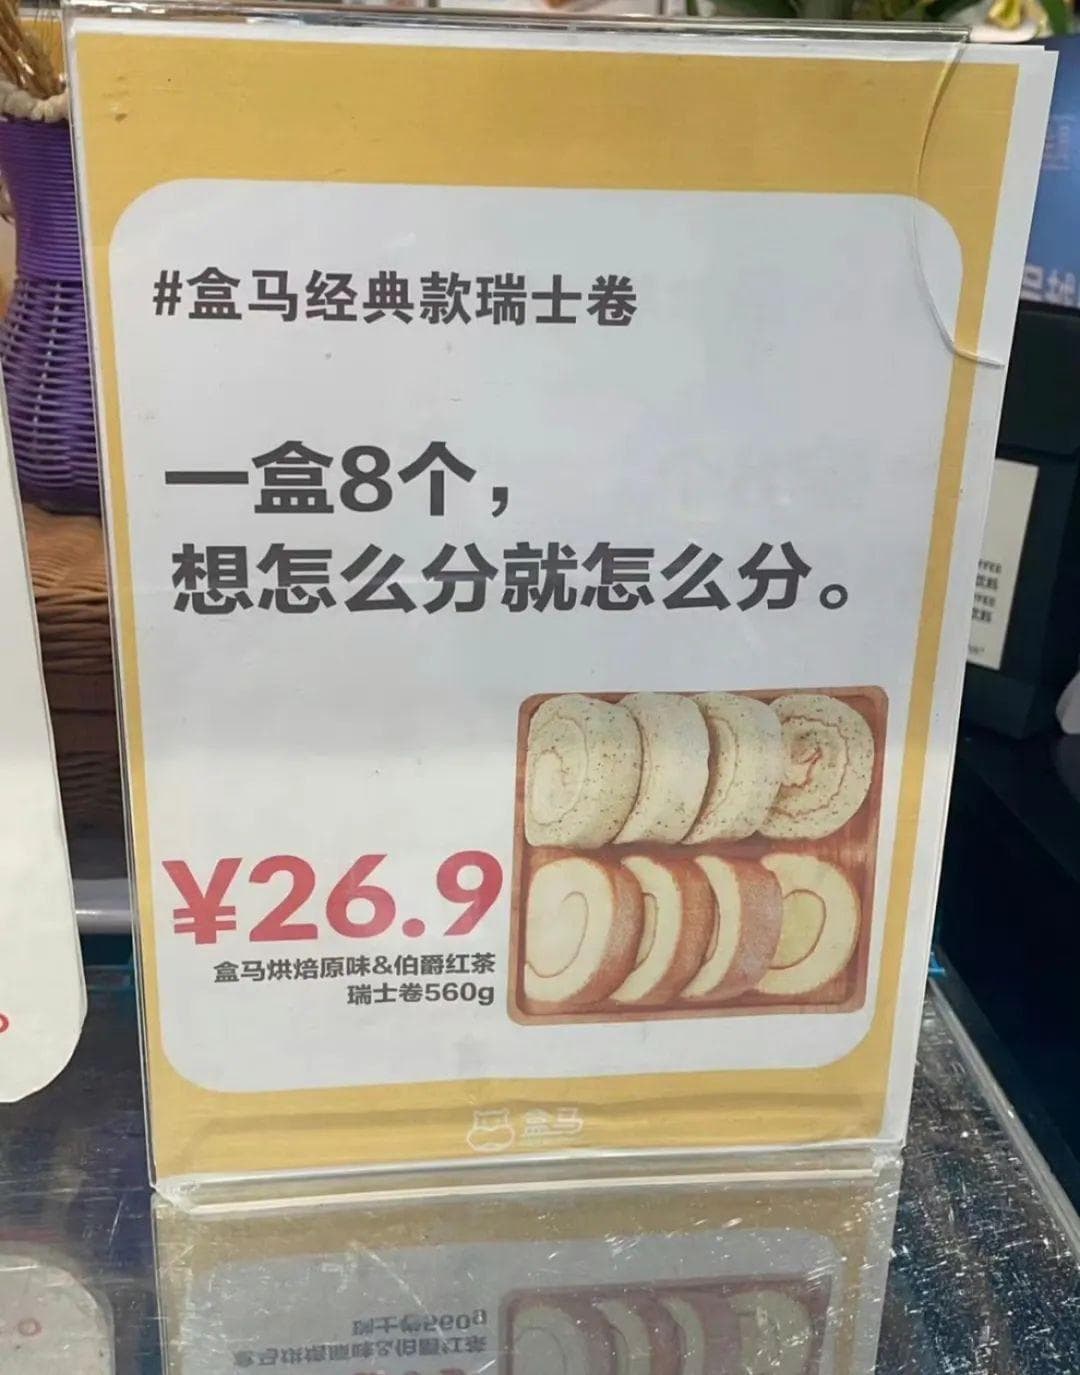 #盒马经典款瑞士卷
一盒8个，
想怎么分就怎么分。
¥26.9
盒马烘焙原味&伯爵红茶
瑞士卷560g
盒马